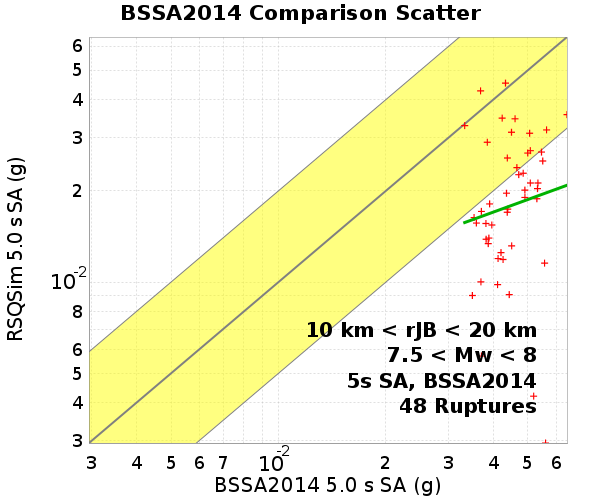 BSSA2014 Comparison Scatter
RSQSim 5.0 s SA (g)
6
5
4
3
2
10-2
8
6
5
4
3
10 km < rJB < 20 km
7.5 < Mw < 8
5s SA, BSSA2014
48 Ruptures
3 4 5 6 7 10-2 2 3 4 5 6
BSSA2014 5.0 s SA (g)